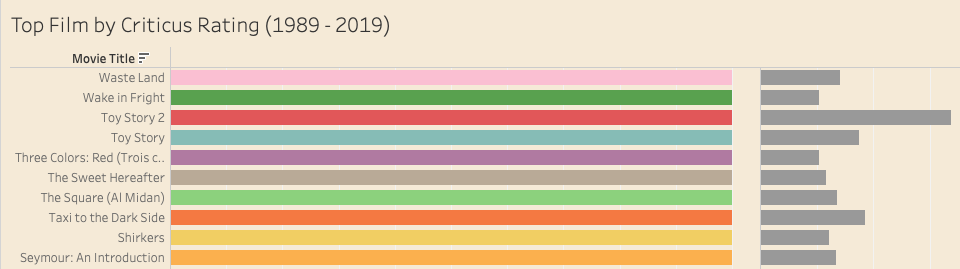 Top Film by Criticus Rating (1989 - 2019)
Movie Title
Waste Land
Wake in Fright
Toy Story 2
Toy Story
Three Colors: Red (Trois c..
The Sweet Hereafter
The Square (Al Midan)
Taxi to the Dark Side
Shirkers
Seymour: An Introduction